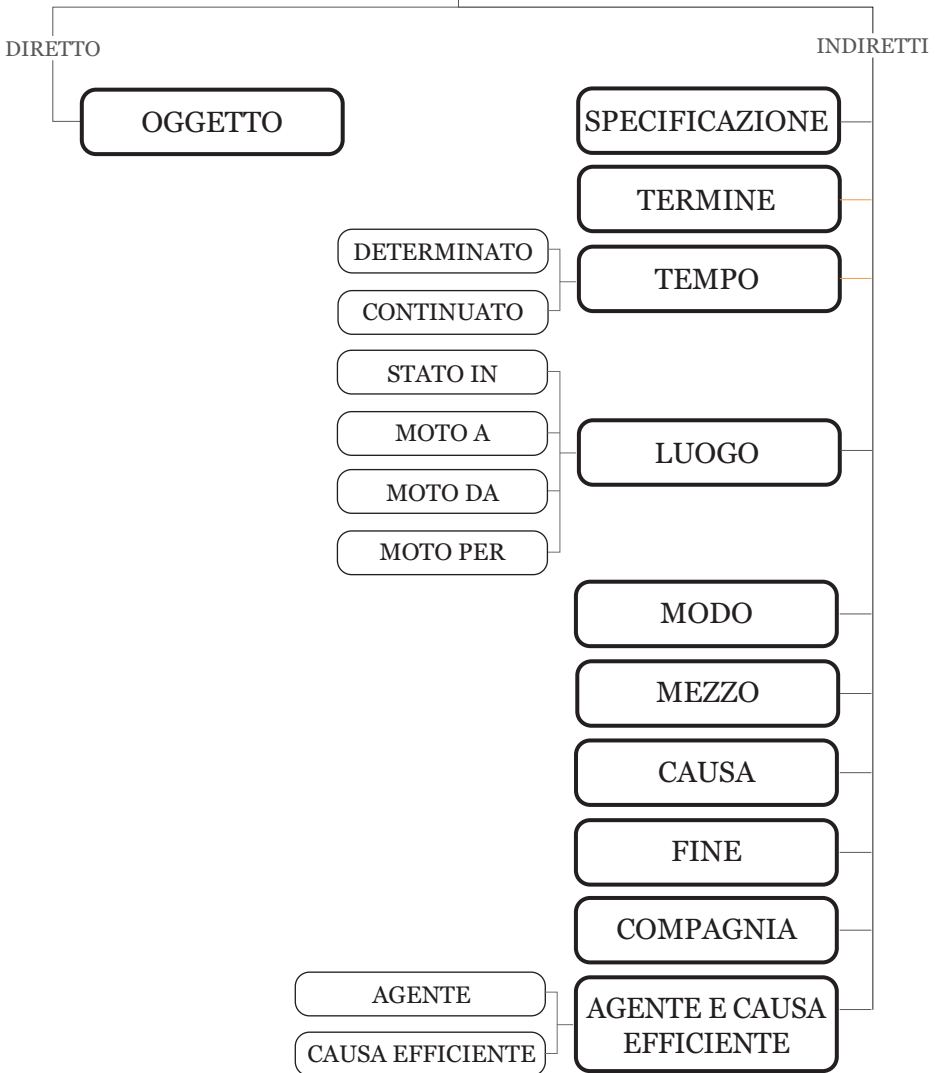 DIRETTO
INDIRETTI
OGGETTO
SPECIFICAZIONE
TERMINE
DETERMINATO
TEMPO
CONTINUATO
STATO IN
MOTO A
LUOGO
MOTO DA
MOTO PER
MODO
MEZZO
CAUSA
FINE
COMPAGNIA
AGENTE
AGENTE E CAUSA
EFFICIENTE
CAUSA EFFICIENTE